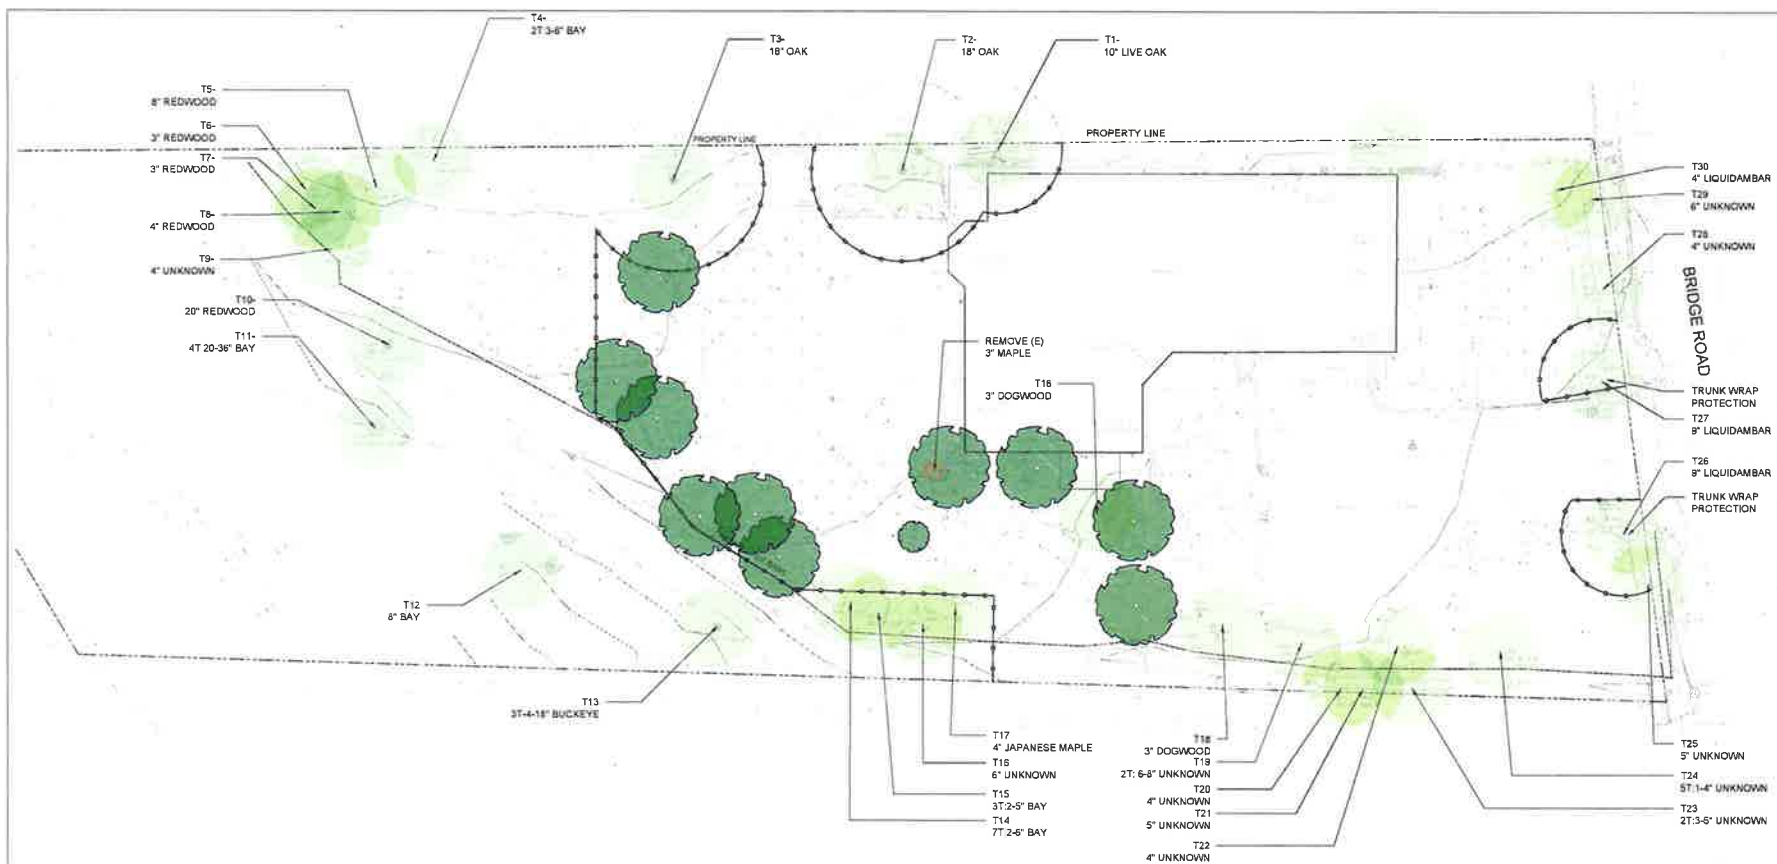 T4-
2T:3-6" BAY
T3-
18" OAK
T2-
18" OAK
T1-
10" LIVE OAK
T5-
8" REDWOOD
T6-
3" REDWOOD
T7-
3" REDWOOD
T8-
4" REDWOOD
T9-
4" UNKNOWN
T10-
20" REDWOOD
T11-
4T 20-36" BAY
PROPERTY LINE
PROPERTY LINE
T30
4" LIQUIDAMBAR
T29
6" UNKNOWN
T28
4" UNKNOWN
BRIDGE ROAD
REMOVE (E)
3" MAPLE
T16
3" DOGWOOD
TRUNK WRAP
PROTECTION
T27
9" LIQUIDAMBAR
T26
9" LIQUIDAMBAR
TRUNK WRAP
PROTECTION
T12
8" BAY
T13
3T-4-18" BUCKEYE
T17
4" JAPANESE MAPLE
T16
6" UNKNOWN
T15
3T:2-5" BAY
T14
7T:2-6" BAY
T18
3" DOGWOOD
T19
2T: 6-8" UNKNOWN
T20
4" UNKNOWN
T21
5" UNKNOWN
T22
4" UNKNOWN
T25
5" UNKNOWN
T24
5T:1-4" UNKNOWN
T23
2T:3-5" UNKNOWN